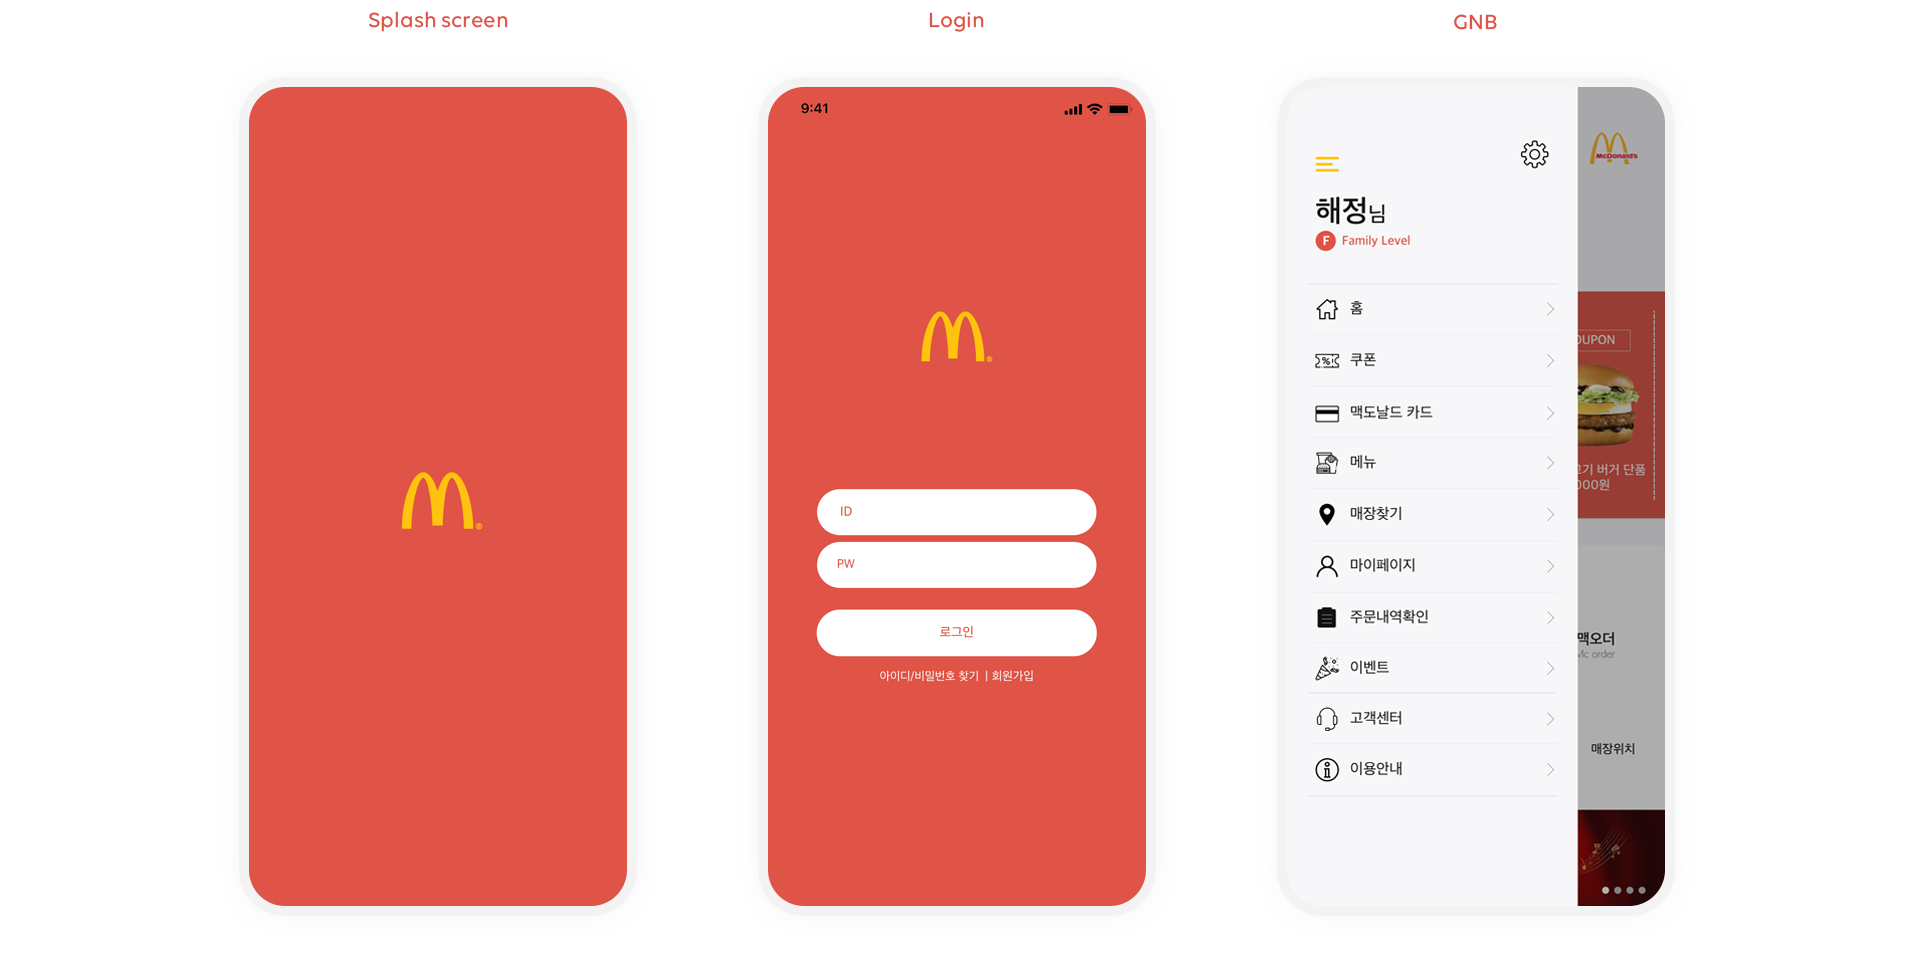 Splash screen
Login
GNB
9:41
ID
PW
로그인
아이디/비밀번호 찾기 | 회원가입
해정님
F Family Level
홈
쿠폰
맥도날드 카드
메뉴
매장찾기
마이페이지
주문내역확인
이벤트
고객센터
이용안내
McDonald's
OUPON
고기 버거 단품
000원
맥오더
Mc order
매장위치